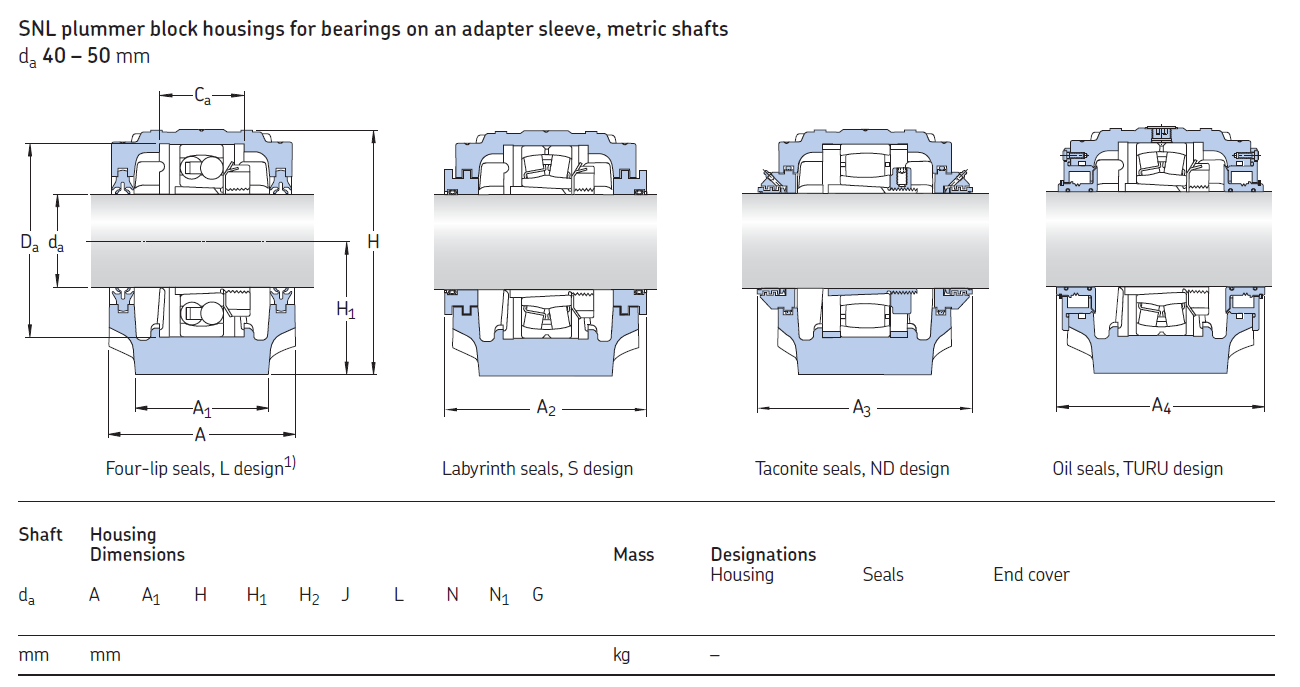 SNL plummer block housings for bearings on an adapter sleeve, metric shafts
dₐ 40 – 50 mm
Cₐ
Dₐ dₐ H
H₁
A₁
A
A₂
A₃
A₄
Four-lip seals, L design¹⁾
Labyrinth seals, S design
Taconite seals, ND design
Oil seals, TURU design
Shaft Housing
Dimensions Mass Designations
Housing Seals End cover
dₐ A A₁ H H₁ H₂ J L N N₁ G
mm mm kg –